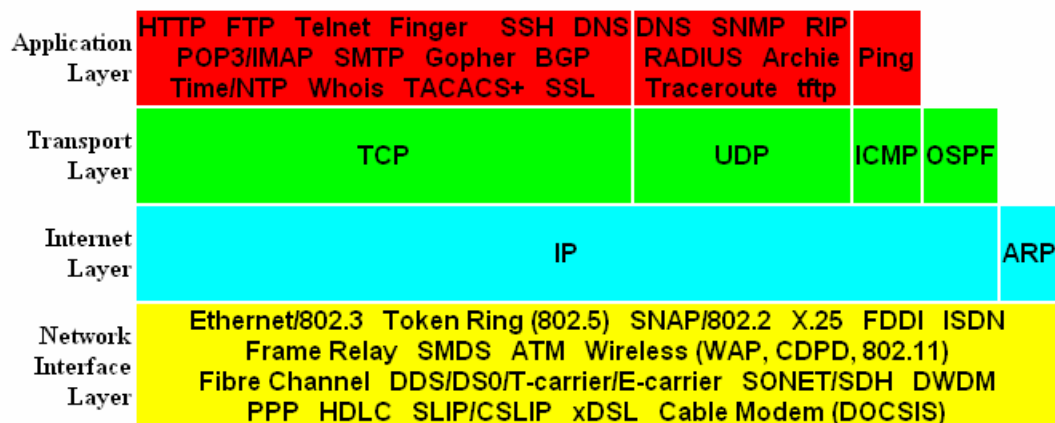 Application
Layer
HTTP FTP Telnet Finger SSH DNS
POP3/IMAP SMTP Gopher BGP
Time/NTP Whois TACACS+ SSL
DNS SNMP RIP
RADIUS Archie
Traceroute tftp
Ping
Transport
Layer
TCP
UDP
ICMP
OSPF
Internet
Layer
IP
ARP
Network
Interface
Layer
Ethernet/802.3 Token Ring (802.5) SNAP/802.2 X.25 FDDI ISDN
Frame Relay SMDS ATM Wireless (WAP, CDPD, 802.11)
Fibre Channel DDS/DS0/T-carrier/E-carrier SONET/SDH DWDM
PPP HDLC SLIP/CSLIP xDSL Cable Modem (DOCSIS)